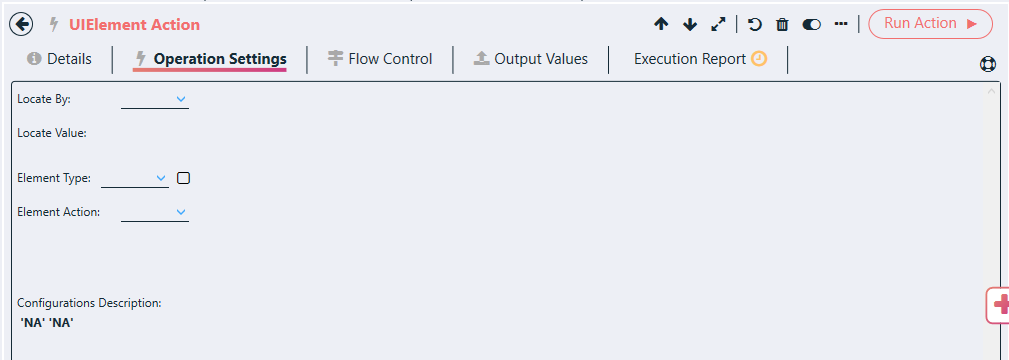 UIElement Action
Run Action
Details
Operation Settings
Flow Control
Output Values
Execution Report
Locate By:
Locate Value:
Element Type:
Element Action:
Configurations Description:
'NA' 'NA'